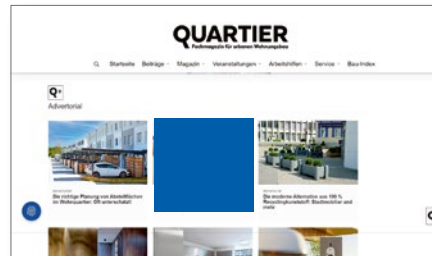 QUARTIER
Fachmagazin für urbanen Wohnungsbau
Startseite Beiträge Magazin Veranstaltungen Arbeitshilfen Service Bau-Index
Q+
Advertorial
Die richtige Planung von Abstellflächen
im Wohnquartier: Oft unterschätzt!
Die moderne Alternative aus 100 %
Recyclingkunststoff: Stadtmobiliar und
mehr